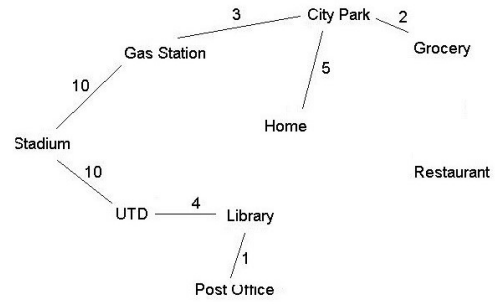 3
City Park
2
Gas Station
Grocery
10
5
Home
Stadium
10
Restaurant
4
UTD
Library
1
Post Office